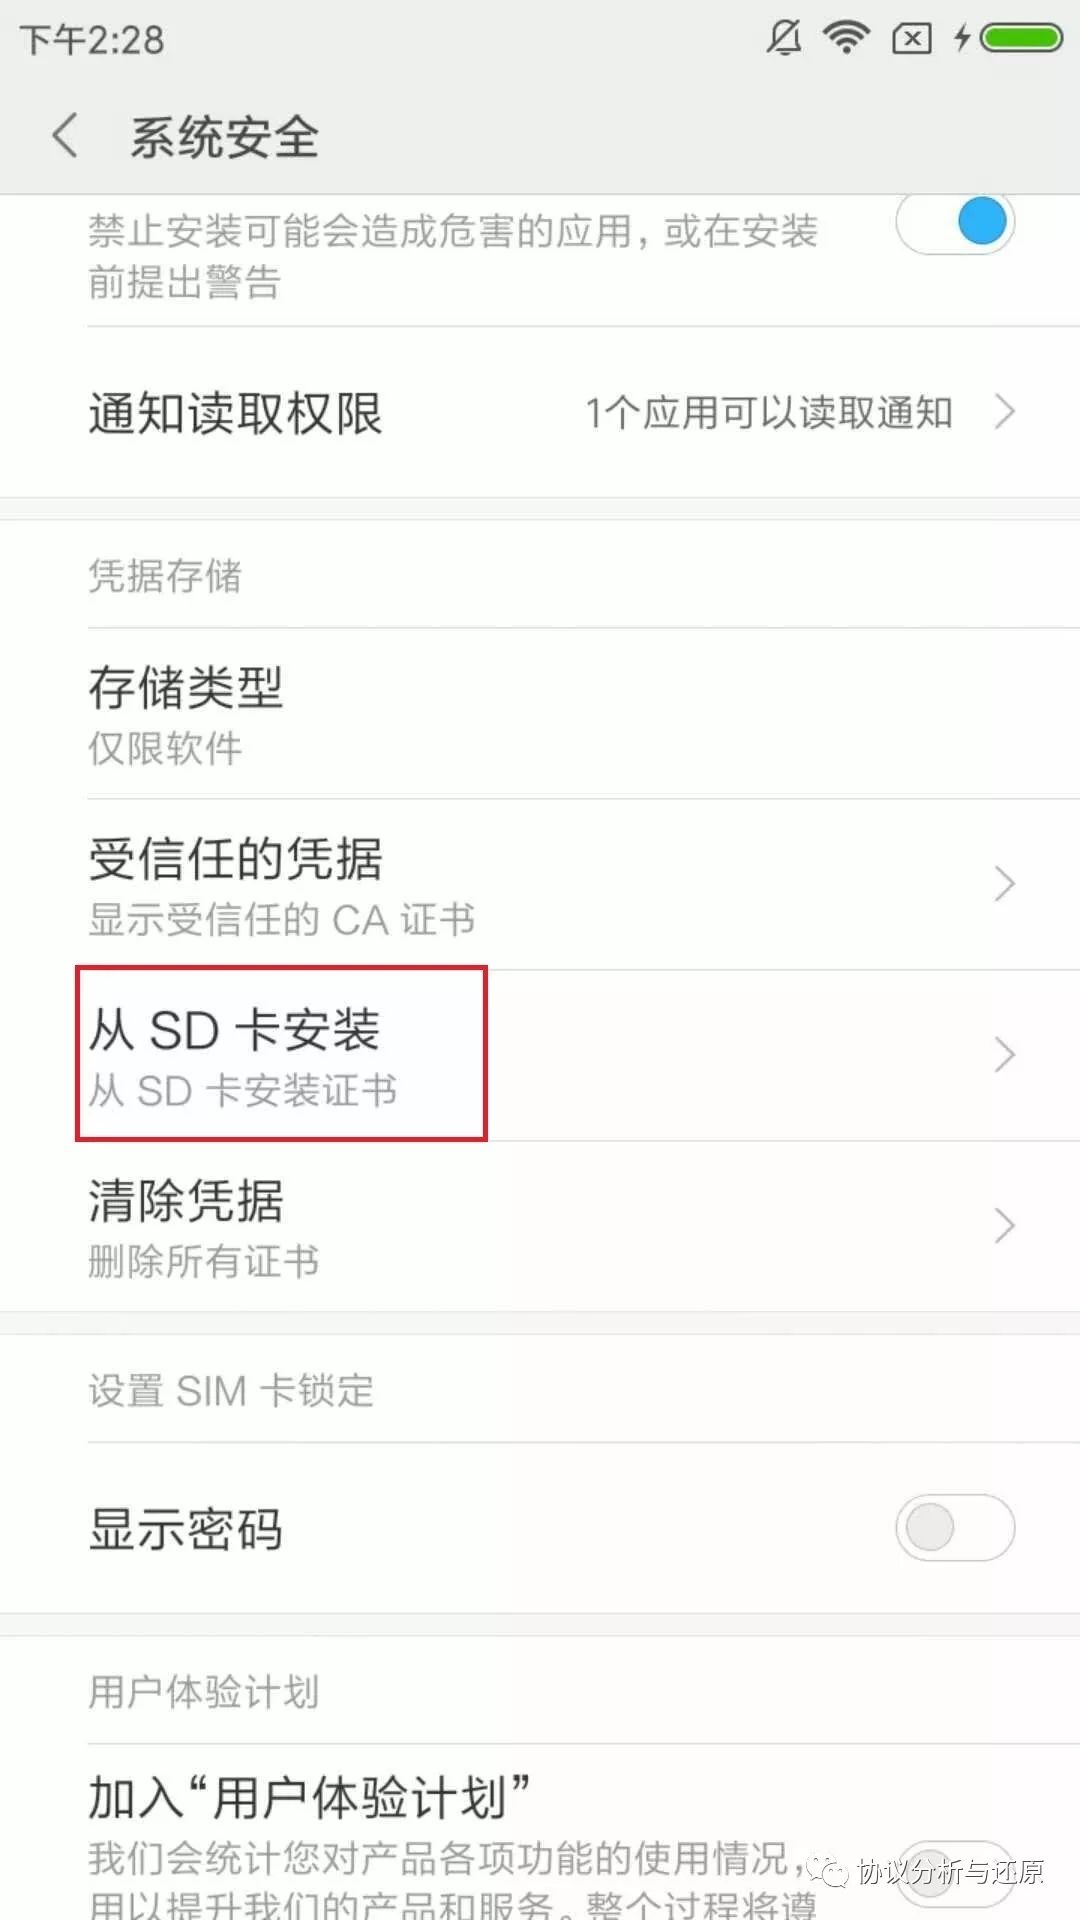 下午2:28
系统安全
禁止安装可能会造成危害的应用，或在安装
前提出警告
通知读取权限
1个应用可以读取通知
凭据存储
存储类型
仅限软件
受信任的凭据
显示受信任的 CA 证书
从 SD 卡安装
从 SD 卡安装证书
清除凭据
删除所有证书
设置 SIM 卡锁定
显示密码
用户体验计划
加入“用户体验计划”
我们会统计您对产品各项功能的使用情况，
用以提升我们的产品和服务。整个过程将遵
协议分析与还原